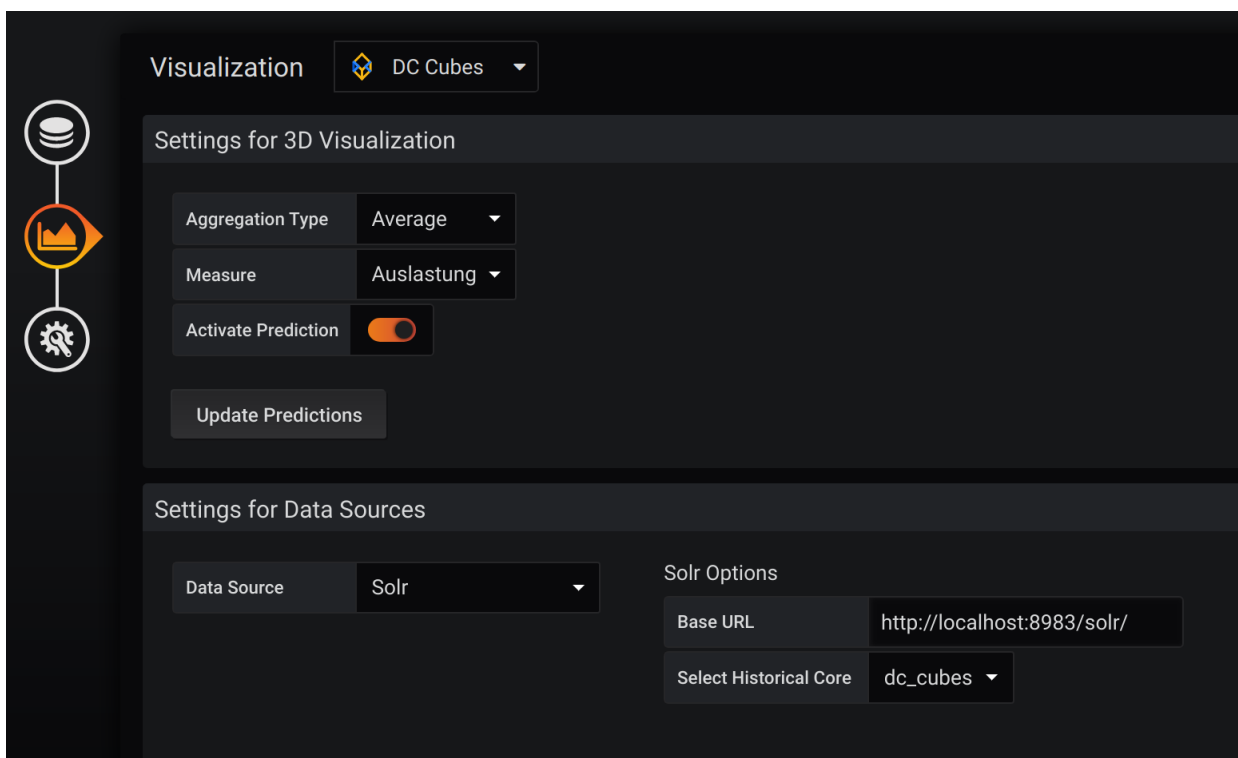 Visualization DC Cubes
Settings for 3D Visualization
Aggregation Type Average
Measure Auslastung
Activate Prediction
Update Predictions
Settings for Data Sources
Data Source Solr
Solr Options
Base URL http://localhost:8983/solr/
Select Historical Core dc_cubes